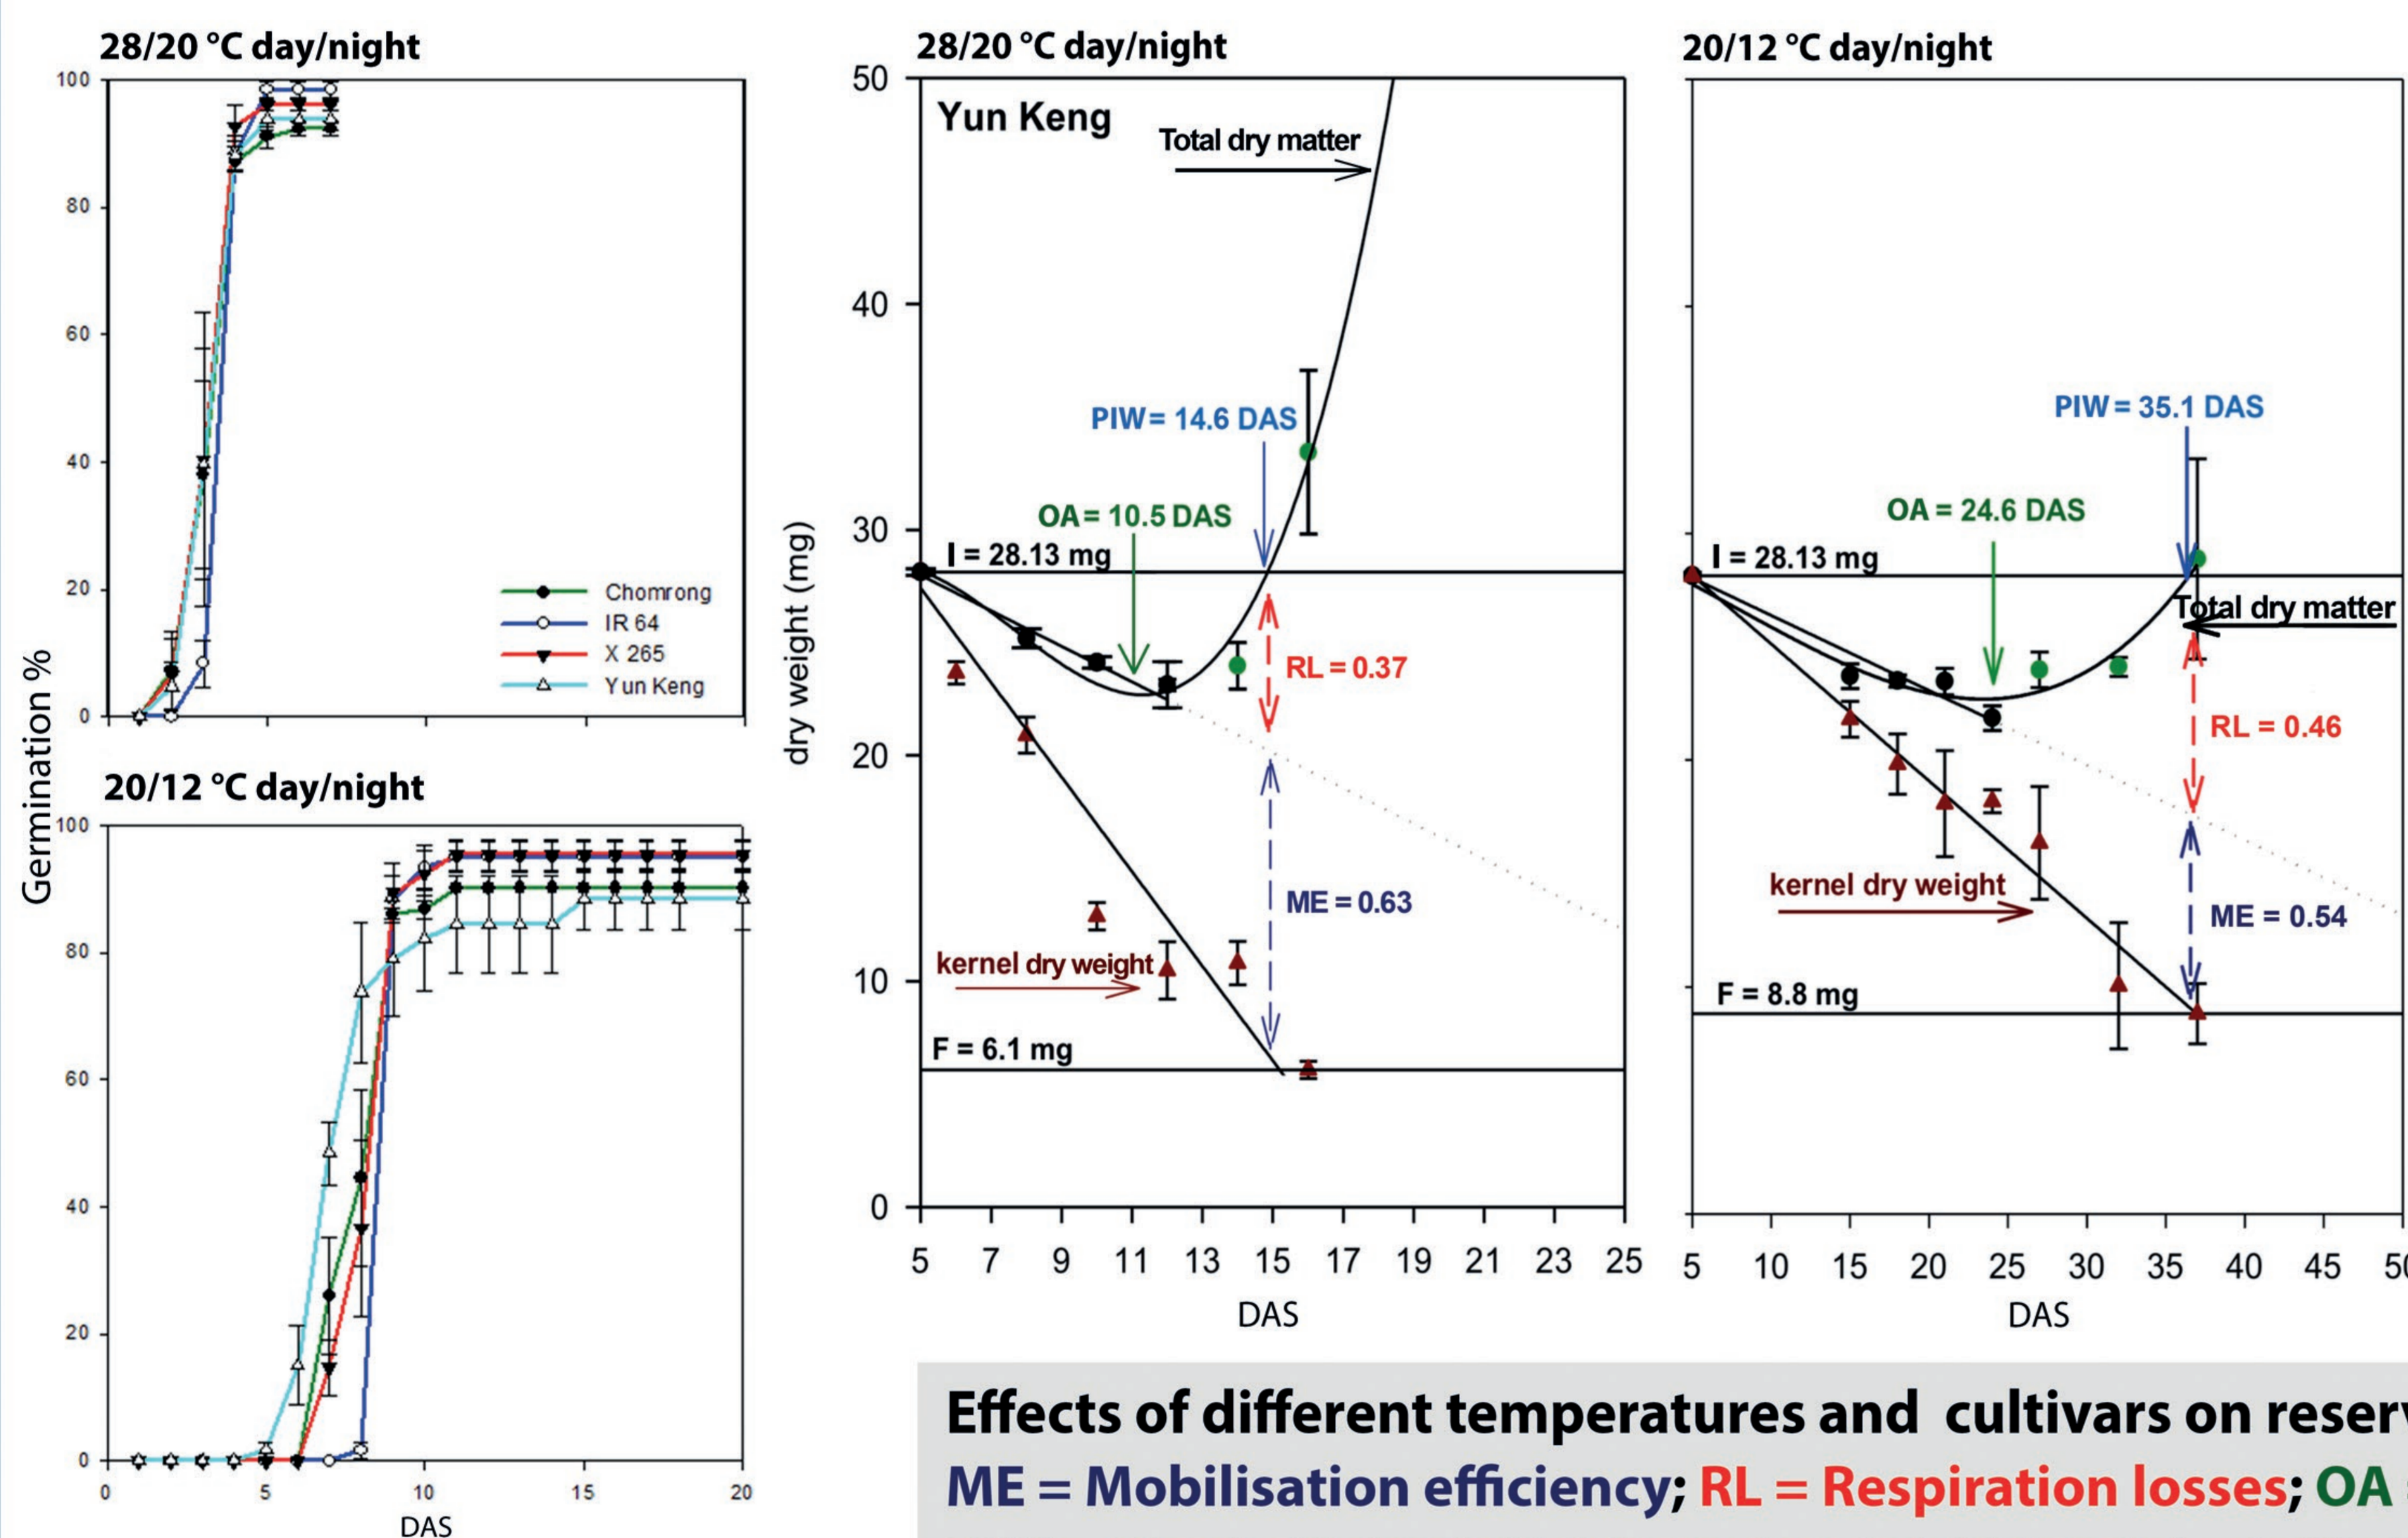 28/20 °C day/night
100
80
60
40
20
0
Chomrong
IR 64
X 265
Yun Keng
Germination %
20/12 °C day/night
100
80
60
40
20
0
0 5 10 15 20
DAS
28/20 °C day/night
50
40
30
20
10
0
dry weight (mg)
Yun Keng
Total dry matter
PIW= 14.6 DAS
OA= 10.5 DAS
I = 28.13 mg
RL = 0.37
ME = 0.63
kernel dry weight
F = 6.1 mg
5 7 9 11 13 15 17 19 21 23 25
DAS
20/12 °C day/night
PIW= 35.1 DAS
OA = 24.6 DAS
I = 28.13 mg
Total dry matter
RL = 0.46
kernel dry weight
ME = 0.54
F = 8.8 mg
5 10 15 20 25 30 35 40 45
DAS
Effects of different temperatures and cultivars on
ME = Mobilisation efficiency; RL = Respiration losses; OA